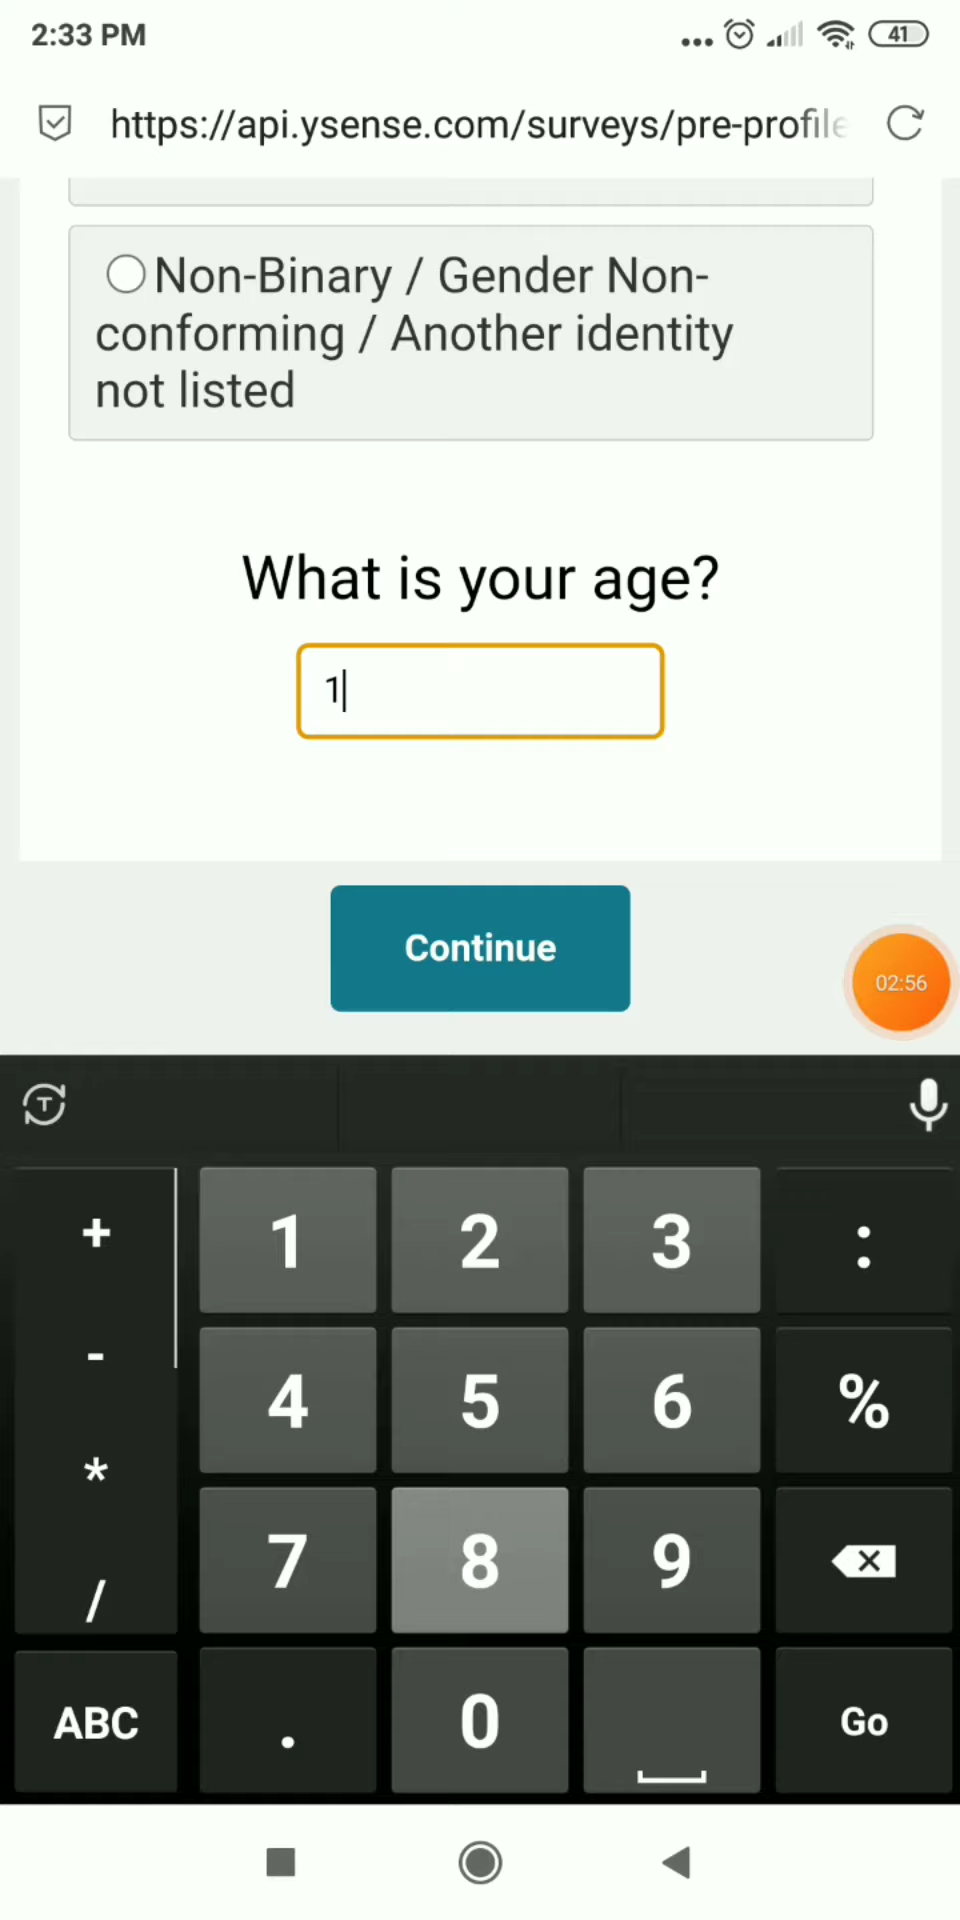 2:33 PM
41
https://api.ysense.com/surveys/pre-profile
Non-Binary / Gender Non-
conforming / Another identity
not listed
What is your age?
1
Continue
02:56
T
+ 1 2 3 :
- 4 5 6 %
* 7 8 9
/
ABC . 0 Go